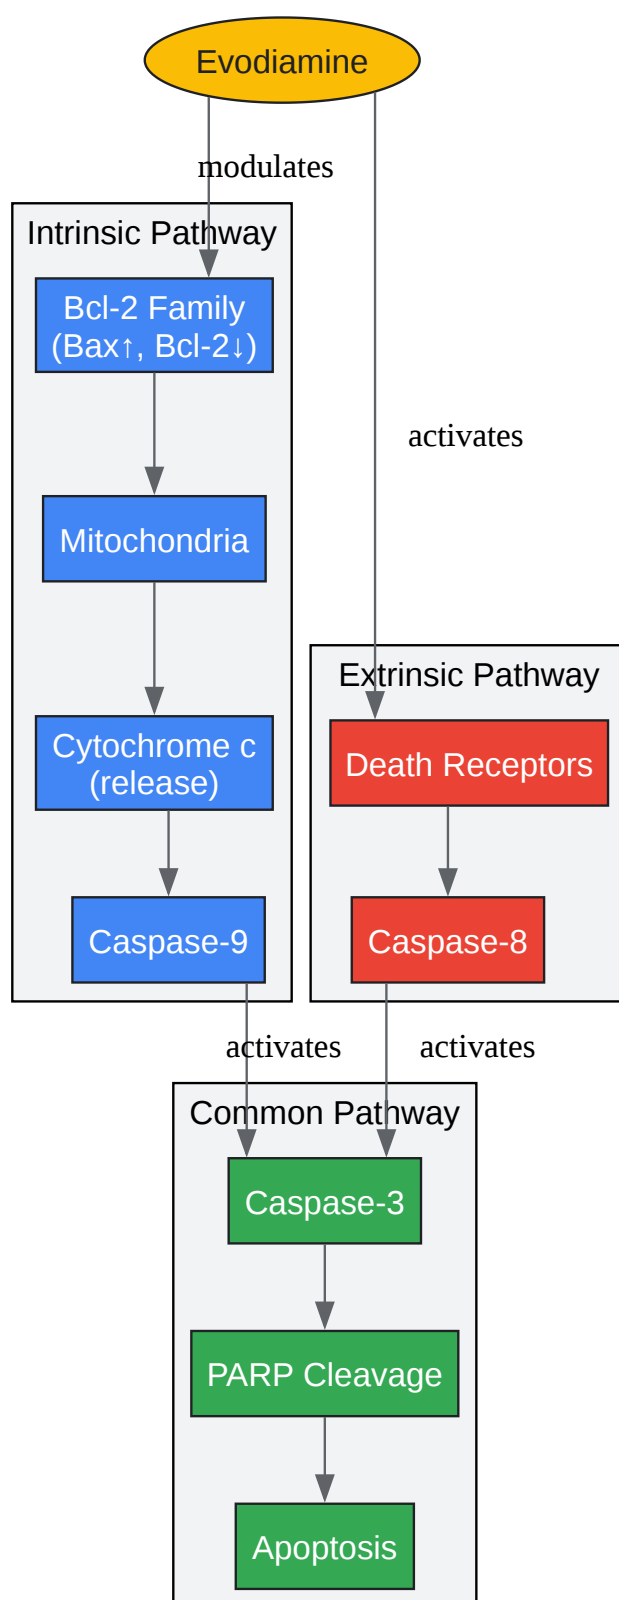 Evodiamine
modulates
Intrinsic Pathway
Bcl-2 Family
(Bax↑, Bcl-2↓)
activates
Mitochondria
Extrinsic Pathway
Cytochrome c
(release)
Death Receptors
Caspase-9
Caspase-8
activates
activates
Common Pathway
Caspase-3
PARP Cleavage
Apoptosis